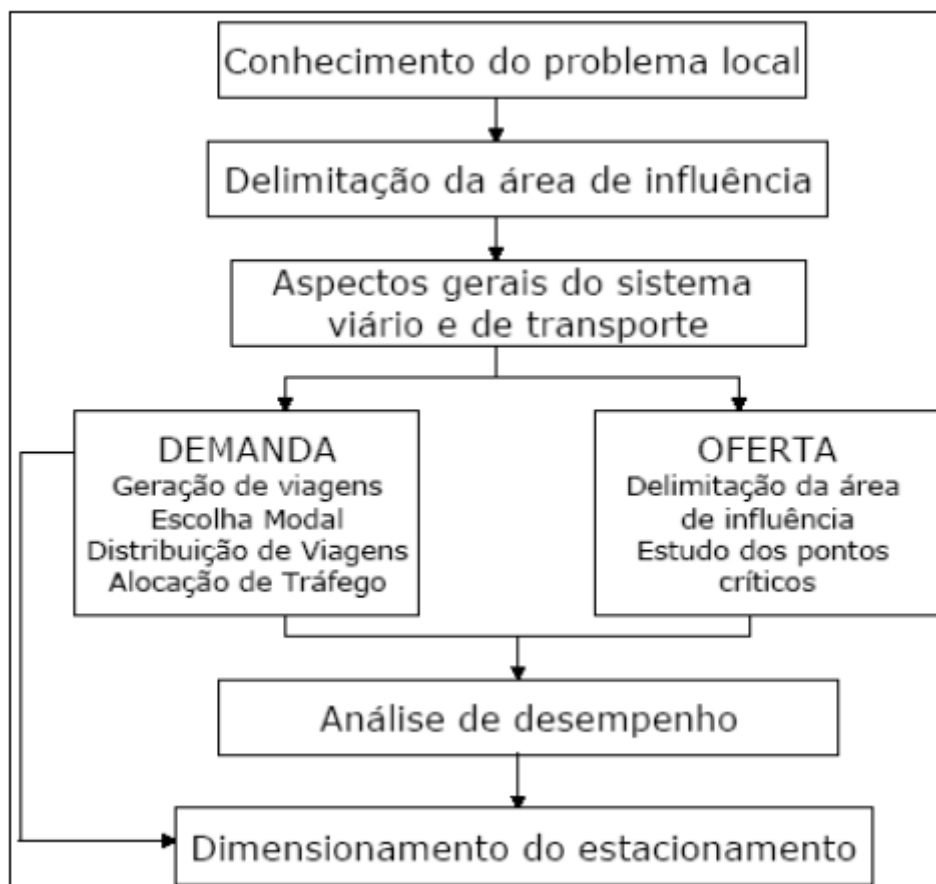 Conhecimento do problema local
Delimitação da área de influência
Aspectos gerais do sistema
viário e de transporte
DEMANDA
Geração de viagens
Escolha Modal
Distribuição de Viagens
Alocação de Tráfego
OFERTA
Delimitação da área
de influência
Estudo dos pontos
críticos
Análise de desempenho
Dimensionamento do estacionamento